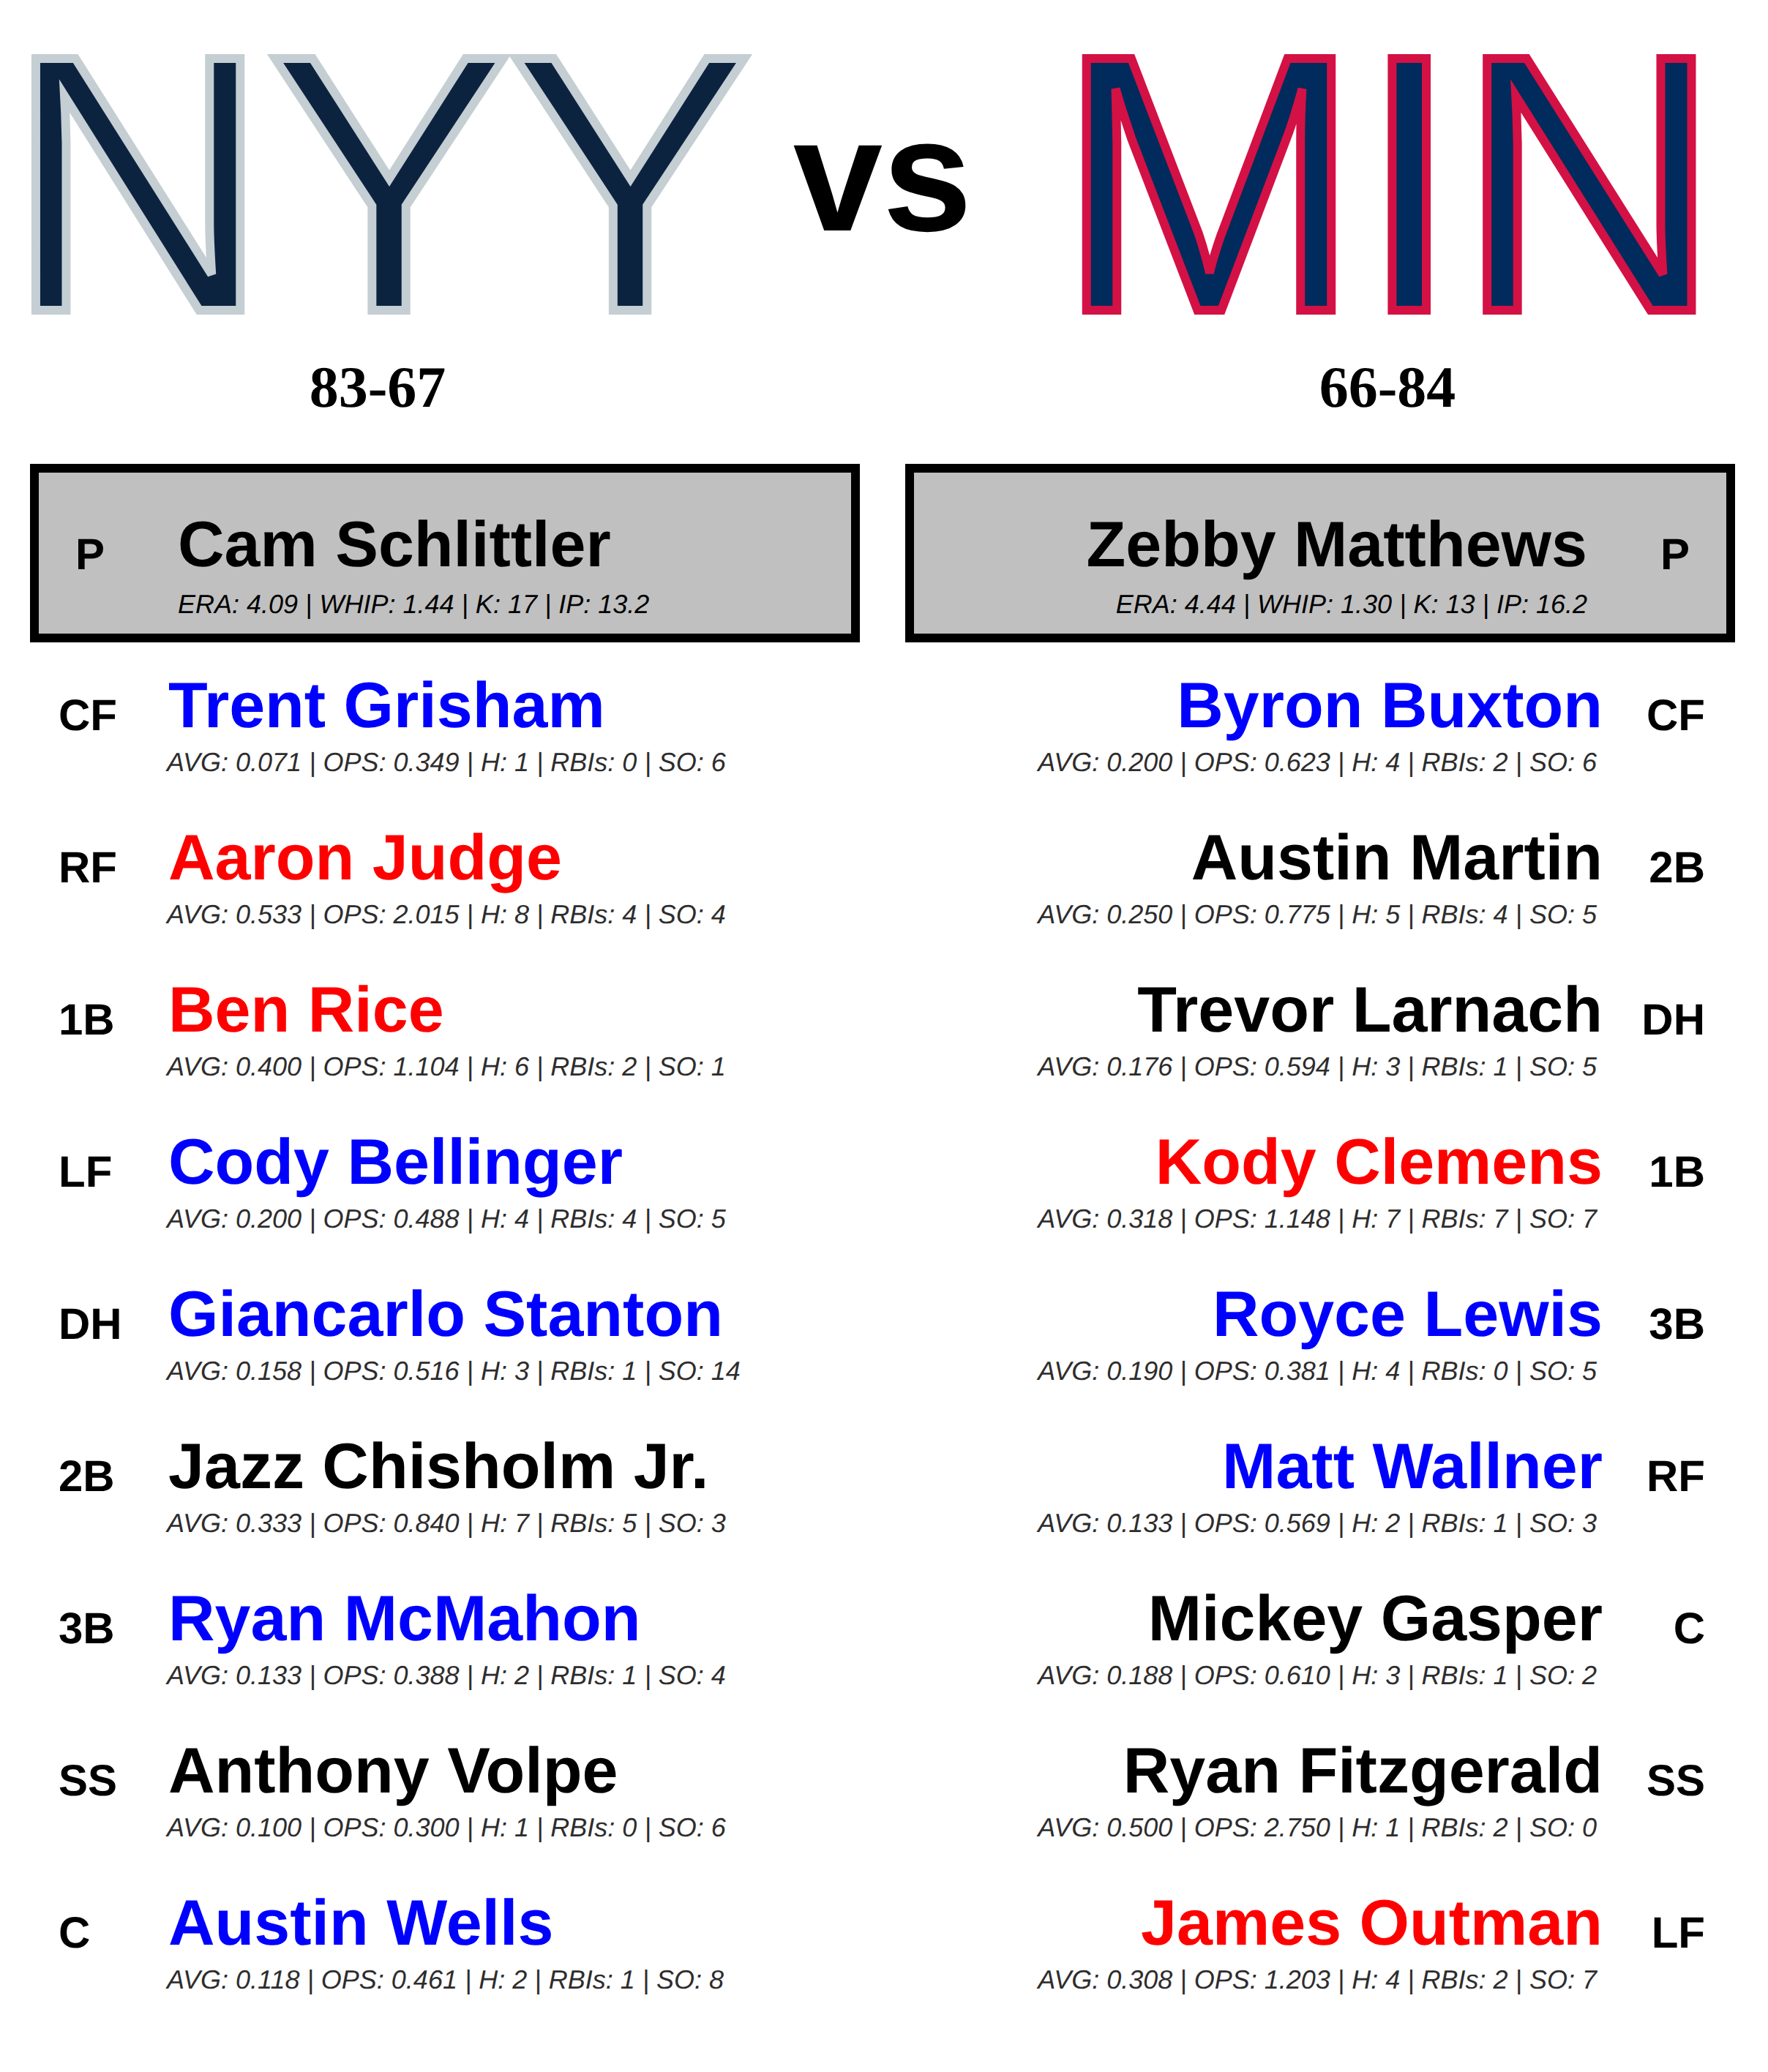 NYY vs MIN
83-67
66-84
P Cam Schlittler
ERA: 4.09 | WHIP: 1.44 | K: 17 | IP: 13.2
Zebby Matthews P
ERA: 4.44 | WHIP: 1.30 | K: 13 | IP: 16.2
CF Trent Grisham
AVG: 0.071 | OPS: 0.349 | H: 1 | RBIs: 0 | SO: 6
RF Aaron Judge
AVG: 0.533 | OPS: 2.015 | H: 8 | RBIs: 4 | SO: 4
1B Ben Rice
AVG: 0.400 | OPS: 1.104 | H: 6 | RBIs: 2 | SO: 1
LF Cody Bellinger
AVG: 0.200 | OPS: 0.488 | H: 4 | RBIs: 4 | SO: 5
DH Giancarlo Stanton
AVG: 0.158 | OPS: 0.516 | H: 3 | RBIs: 1 | SO: 14
2B Jazz Chisholm Jr.
AVG: 0.333 | OPS: 0.840 | H: 7 | RBIs: 5 | SO: 3
3B Ryan McMahon
AVG: 0.133 | OPS: 0.388 | H: 2 | RBIs: 1 | SO: 4
SS Anthony Volpe
AVG: 0.100 | OPS: 0.300 | H: 1 | RBIs: 0 | SO: 6
C Austin Wells
AVG: 0.118 | OPS: 0.461 | H: 2 | RBIs: 1 | SO: 8
Byron Buxton CF
AVG: 0.200 | OPS: 0.623 | H: 4 | RBIs: 2 | SO: 6
Austin Martin 2B
AVG: 0.250 | OPS: 0.775 | H: 5 | RBIs: 4 | SO: 5
Trevor Larnach DH
AVG: 0.176 | OPS: 0.594 | H: 3 | RBIs: 1 | SO: 5
Kody Clemens 1B
AVG: 0.318 | OPS: 1.148 | H: 7 | RBIs: 7 | SO: 7
Royce Lewis 3B
AVG: 0.190 | OPS: 0.381 | H: 4 | RBIs: 0 | SO: 5
Matt Wallner RF
AVG: 0.133 | OPS: 0.569 | H: 2 | RBIs: 1 | SO: 3
Mickey Gasper C
AVG: 0.188 | OPS: 0.610 | H: 3 | RBIs: 1 | SO: 2
Ryan Fitzgerald SS
AVG: 0.500 | OPS: 2.750 | H: 1 | RBIs: 2 | SO: 0
James Outman LF
AVG: 0.308 | OPS: 1.203 | H: 4 | RBIs: 2 | SO: 7